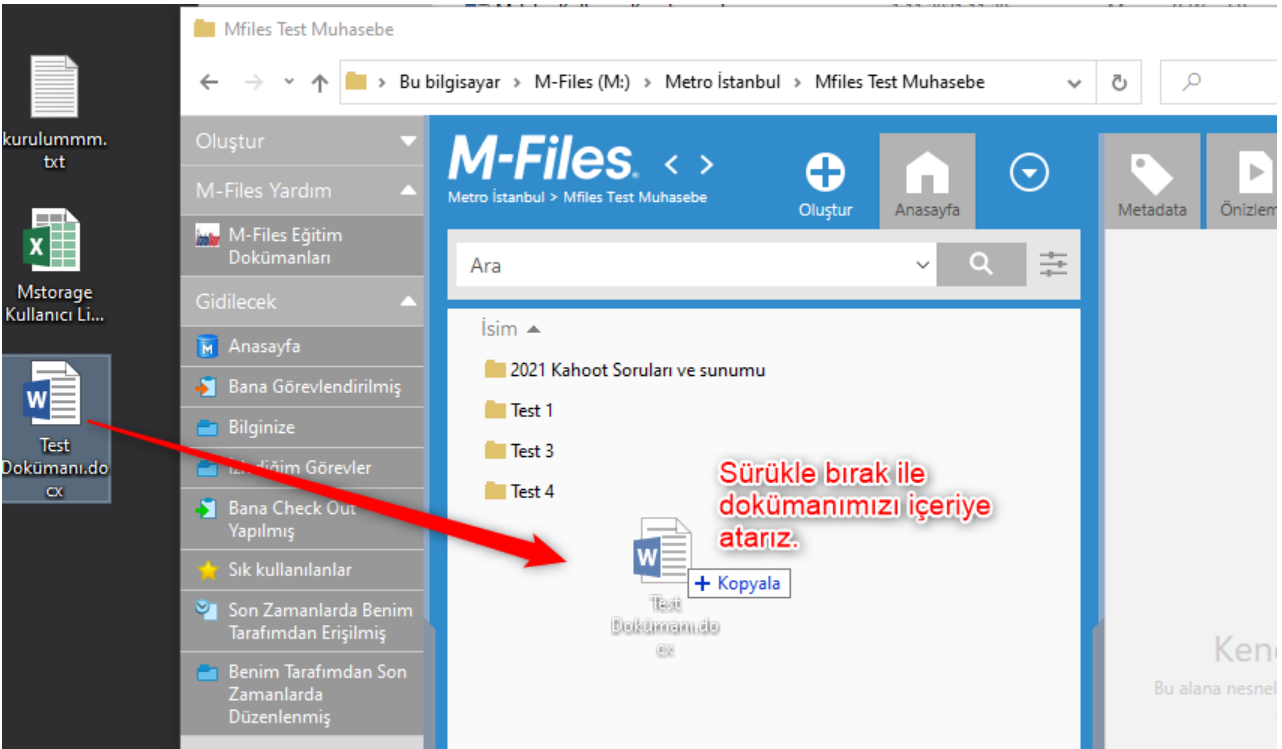 Mfiles Test Muhasebe
Bu bilgisayar > M-Files (M:) > Metro İstanbul > Mfiles Test Muhasebe
kurulummm.
txt
Mstorage
Kullanıcı Li...
Test
Dokümanı.do
cx
Oluştur
M-Files Yardım
M-Files Eğitim
Dokümanları
Gidilecek
Anasayfa
Bana Görevlendirilmiş
Bilginize
Görevler
Bana Check Out
Yapılmış
Sık kullanılanlar
Son Zamanlarda Benim
Tarafımdan Erişilmiş
Benim Tarafımdan Son
Zamanlarda
Düzenlenmiş
M-Files
Metro İstanbul > Mfiles Test Muhasebe
Oluştur
Anasayfa
Metadata
Önizlem
Ara
İsim
2021 Kahoot Soruları ve sunumu
Test 1
Test 3
Test 4
Sürükle bırak ile
dokümanımızı içeriye
atarız.
+ Kopyala
Test
Dokümanı.do
cx
Ken
Bu alana nesnel